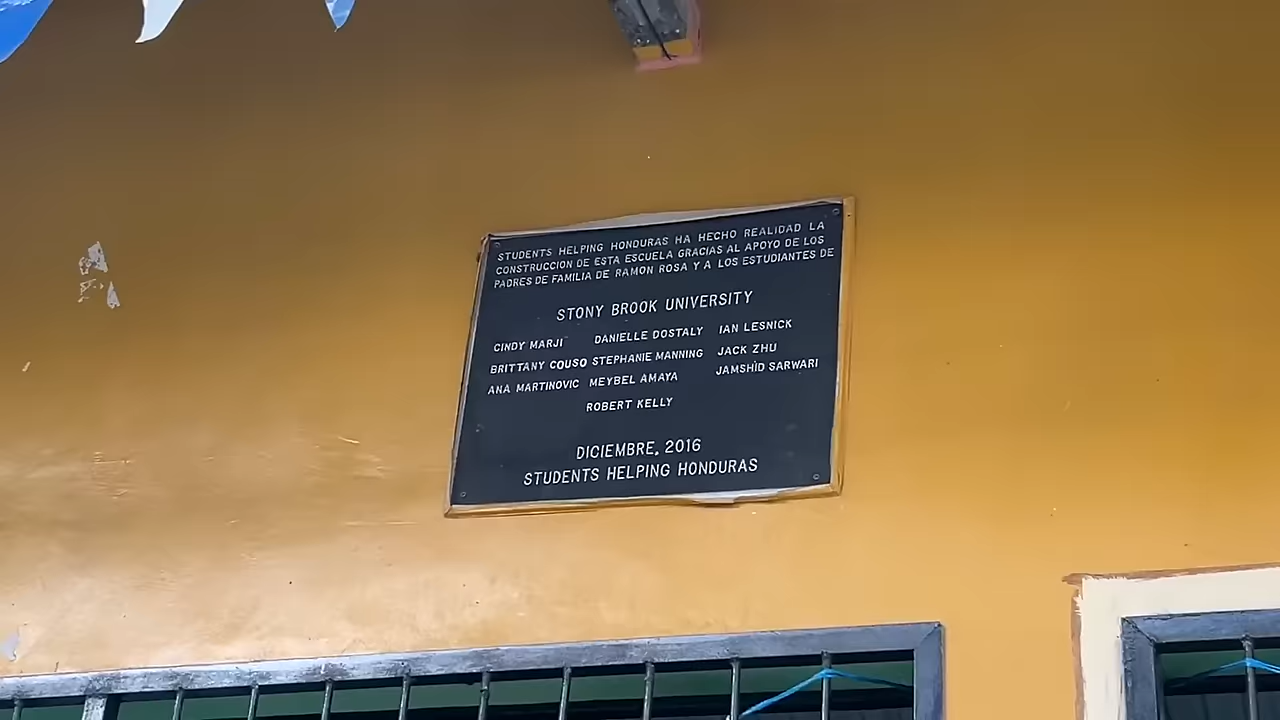 STUDENTS HELPING HONDURAS HA HECHO REALIDAD LA
CONSTRUCCION DE ESTA ESCUELA GRACIAS AL APOYO DE LOS
PADRES DE FAMILIA DE RAMON ROSA Y A LOS ESTUDIANTES DE
STONY BROOK UNIVERSITY
CINDY MARJI DANIELLE DOSTALY IAN LESNICK
BRITTANY COUSO STEPHANIE MANNING JACK ZHU
ANA MARTINOVIC MEYBEL AMAYA JAMSHID SARWARI
ROBERT KELLY
DICIEMBRE, 2016
STUDENTS HELPING HONDURAS